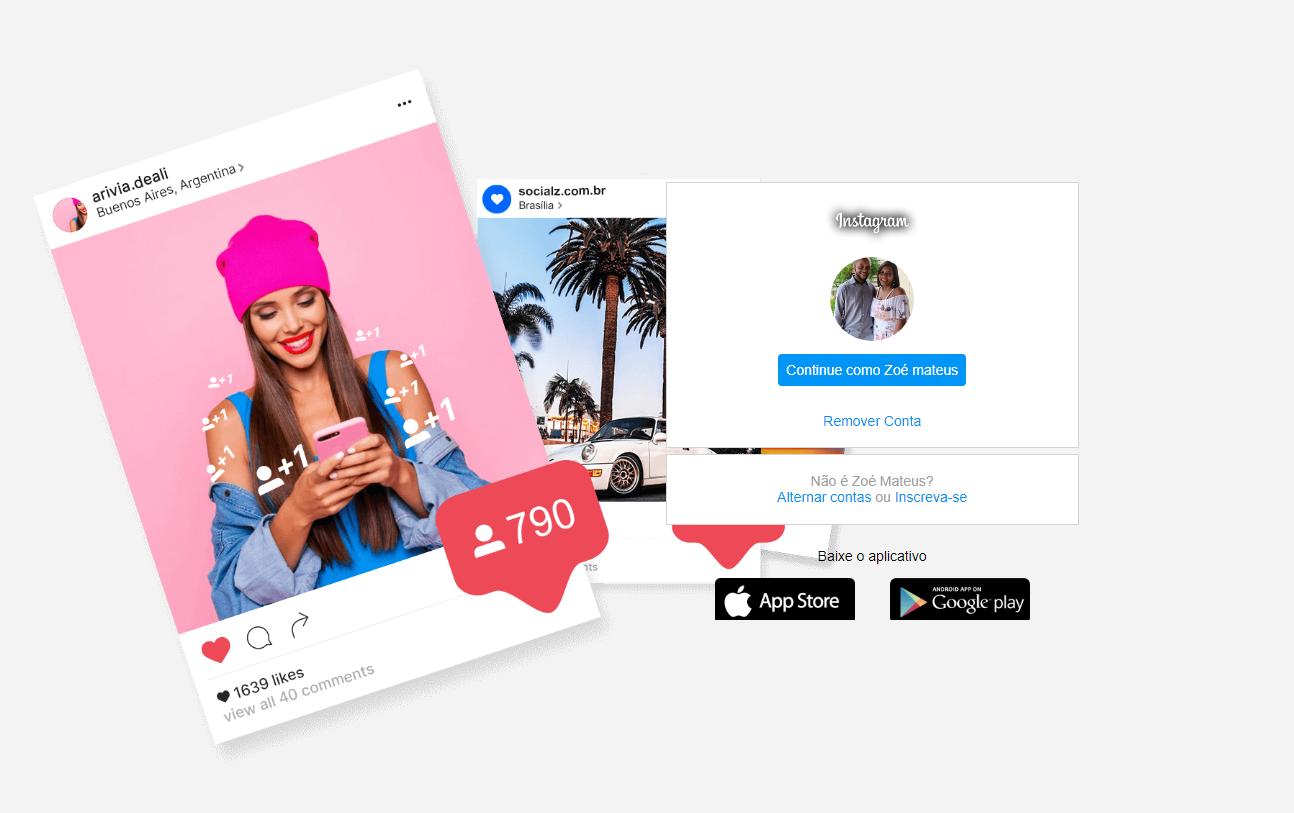 arivia.deali
Buenos Aires, Argentina >
+1
+1
+1
+1
+1
+1
+1
+1
790
1639 likes
view all 40 comments
socialz.com.br
Brasília >
Instagram
Continue como Zoé mateus
Remover Conta
Não é Zoé Mateus?
Alternar contas ou Inscreva-se
Baixe o aplicativo
App Store
ANDROID APP ON
Google play